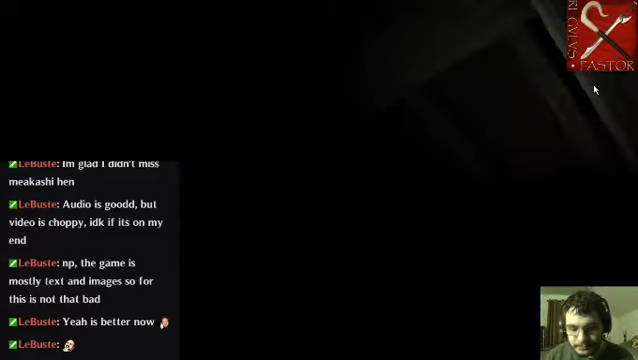 PASTOR
LeBuste: Im glad I didn't miss
meakashi hen
LeBuste: Audio is goodd, but
video is choppy, idk if its on my
end
LeBuste: np, the game is
mostly text and images so for
this is not that bad
LeBuste: Yeah is better now
LeBuste: